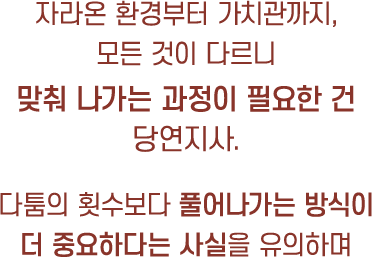 자라온 환경부터 가치관까지,
모든 것이 다르니
맞춰 나가는 과정이 필요한 건
당연지사.
다툼의 횟수보다 풀어나가는 방식이
더 중요하다는 사실을 유의하며